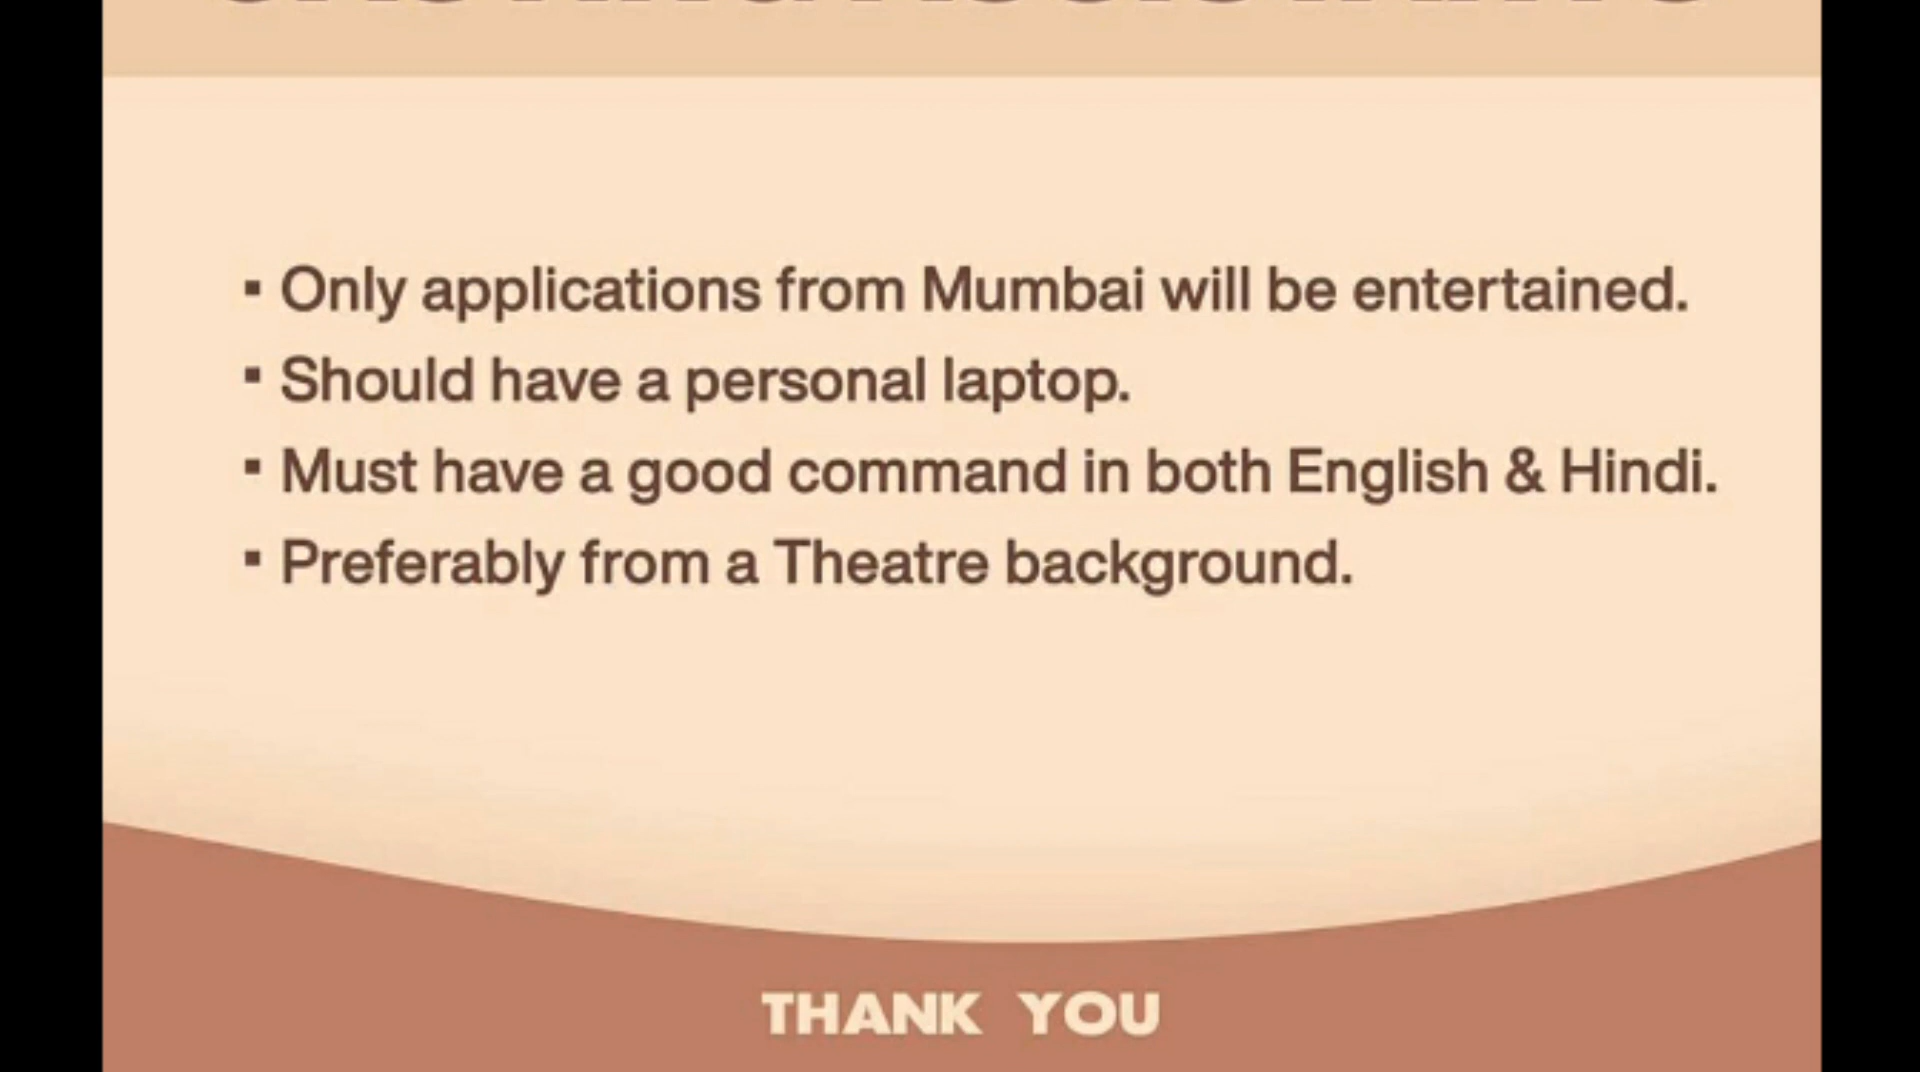 ▪ Only applications from Mumbai will be entertained.
▪ Should have a personal laptop.
▪ Must have a good command in both English & Hindi.
▪ Preferably from a Theatre background.
THANK YOU